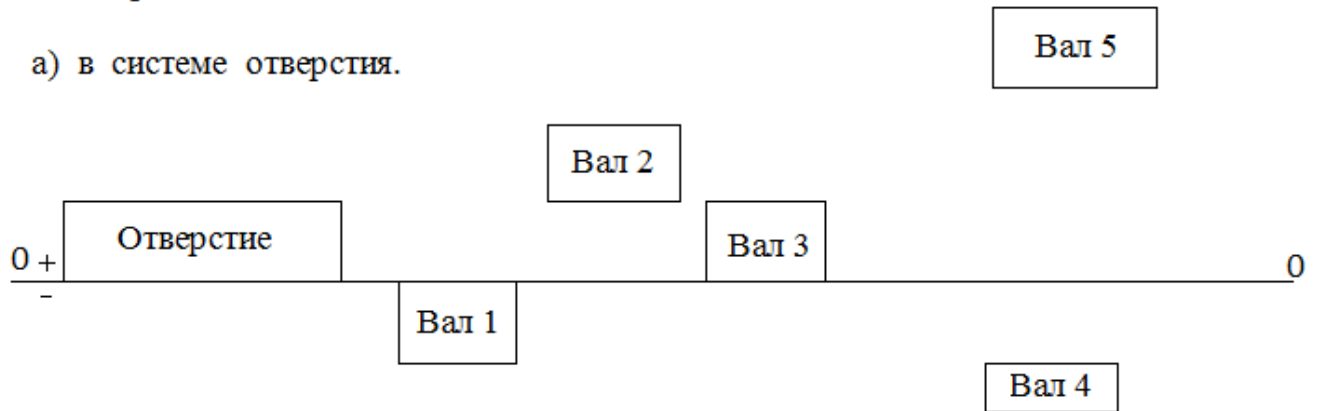 а) в системе отверстия.
Вал 5
Вал 2
Отверстие
Вал 3
0 +
0
-
Вал 1
Вал 4